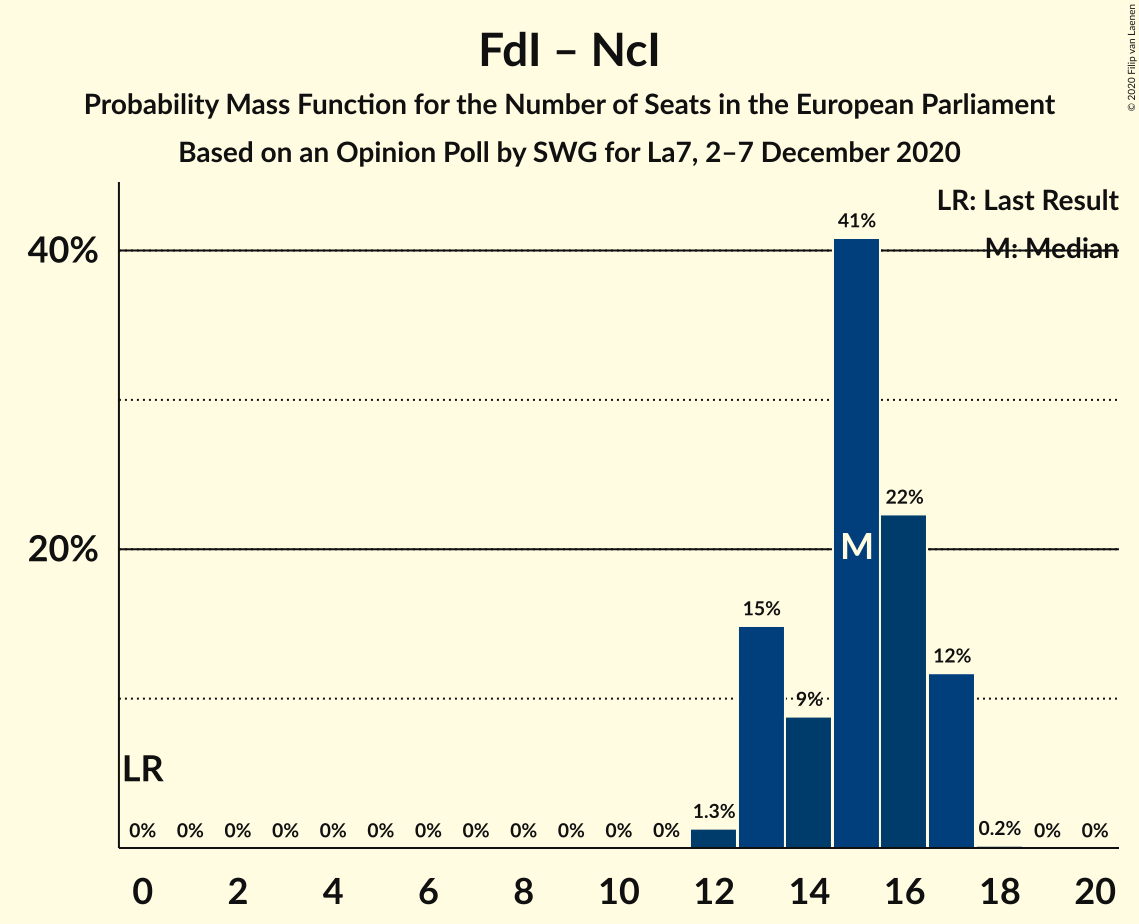 FdI – NcI
Probability Mass Function for the Number of Seats in the European Parliament
Based on an Opinion Poll by SWG for La7, 2–7 December 2020
© 2020 Filip van Laenen
LR: Last Result
M: Median
40%
20%
41%
22%
M
15%
12%
9%
LR
1.3%
0.2%
0% 0% 0% 0% 0% 0% 0% 0% 0% 0% 0% 0% 0% 0%
0 2 4 6 8 10 12 14 16 18 20